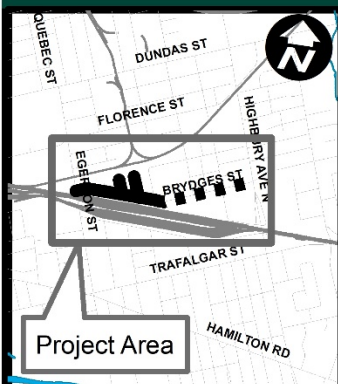 QUEBEC ST
DUNDAS ST
N
FLORENCE ST
HIGHBURY AVE N
EGERTON ST
BRYDGES ST
TRAFALGAR ST
HAMILTON RD
Project Area